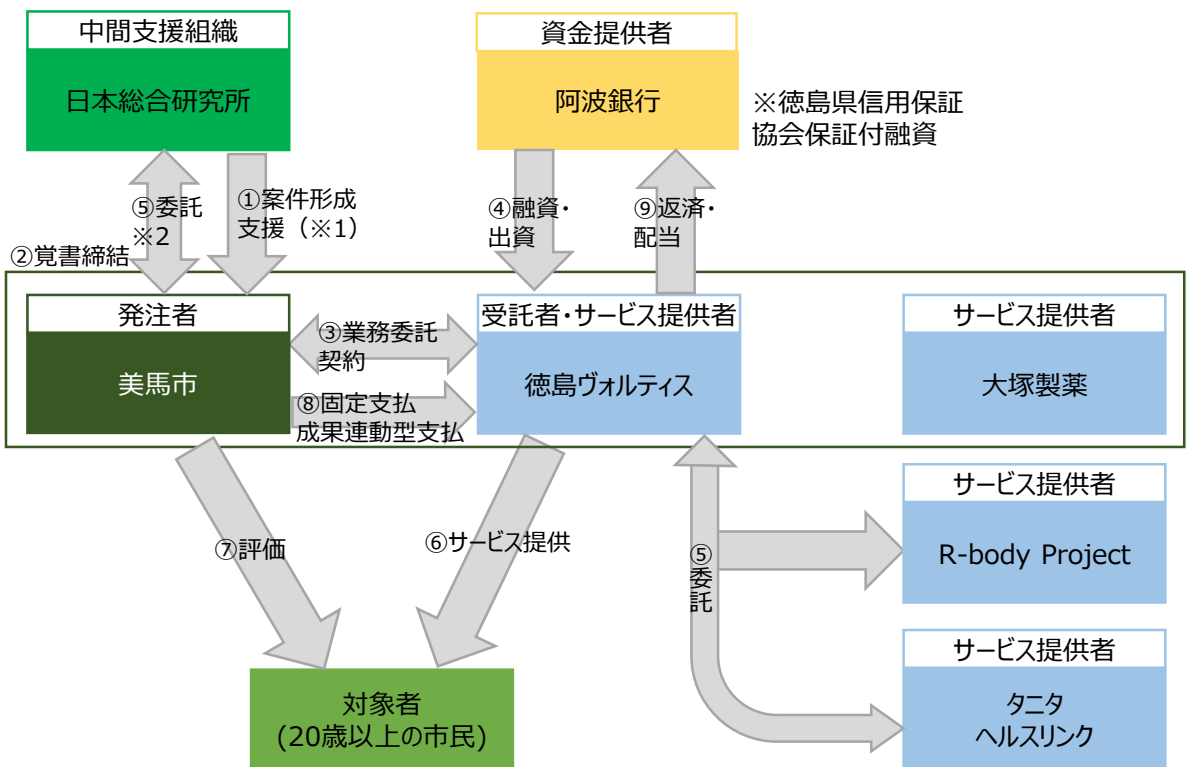 中間支援組織
日本総合研究所
資金提供者
阿波銀行
※徳島県信用保証
協会保証付融資
⑤委託
※2
①案件形成
支援（※1）
④融資・
出資
⑨返済・
配当
②覚書締結
発注者
美馬市
③業務委託
契約
⑧固定支払
成果連動型支払
受託者・サービス提供者
徳島ヴォルティス
サービス提供者
大塚製薬
⑦評価
⑥サービス提供
⑤
委
託
サービス提供者
R-body Project
サービス提供者
タニタ
ヘルスリンク
対象者
(20歳以上の市民)